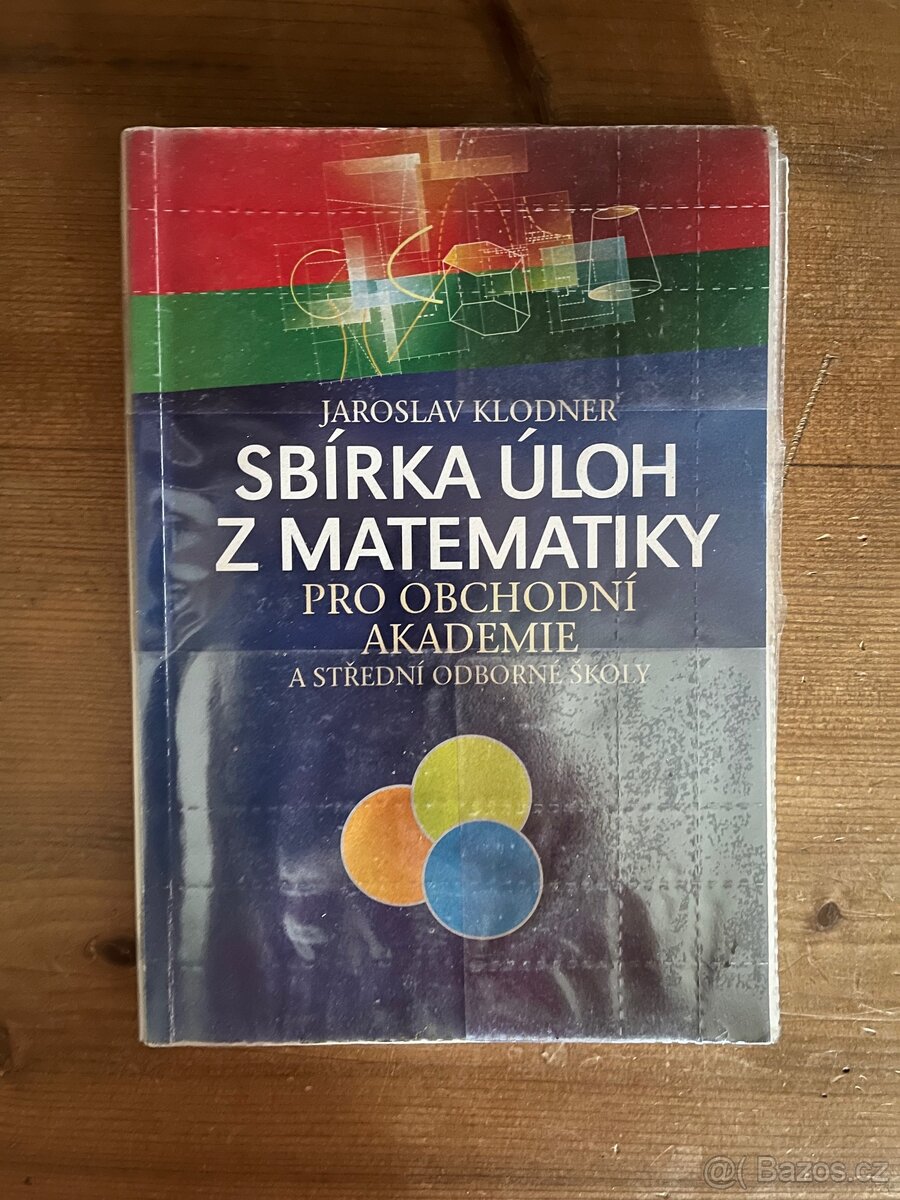 JAROSLAV KLODNER
SBÍRKA ÚLOH
Z MATEMATIKY
PRO OBCHODNÍ
AKADEMIE
A STŘEDNÍ ODBORNÉ ŠKOLY
@( Bazos.cz